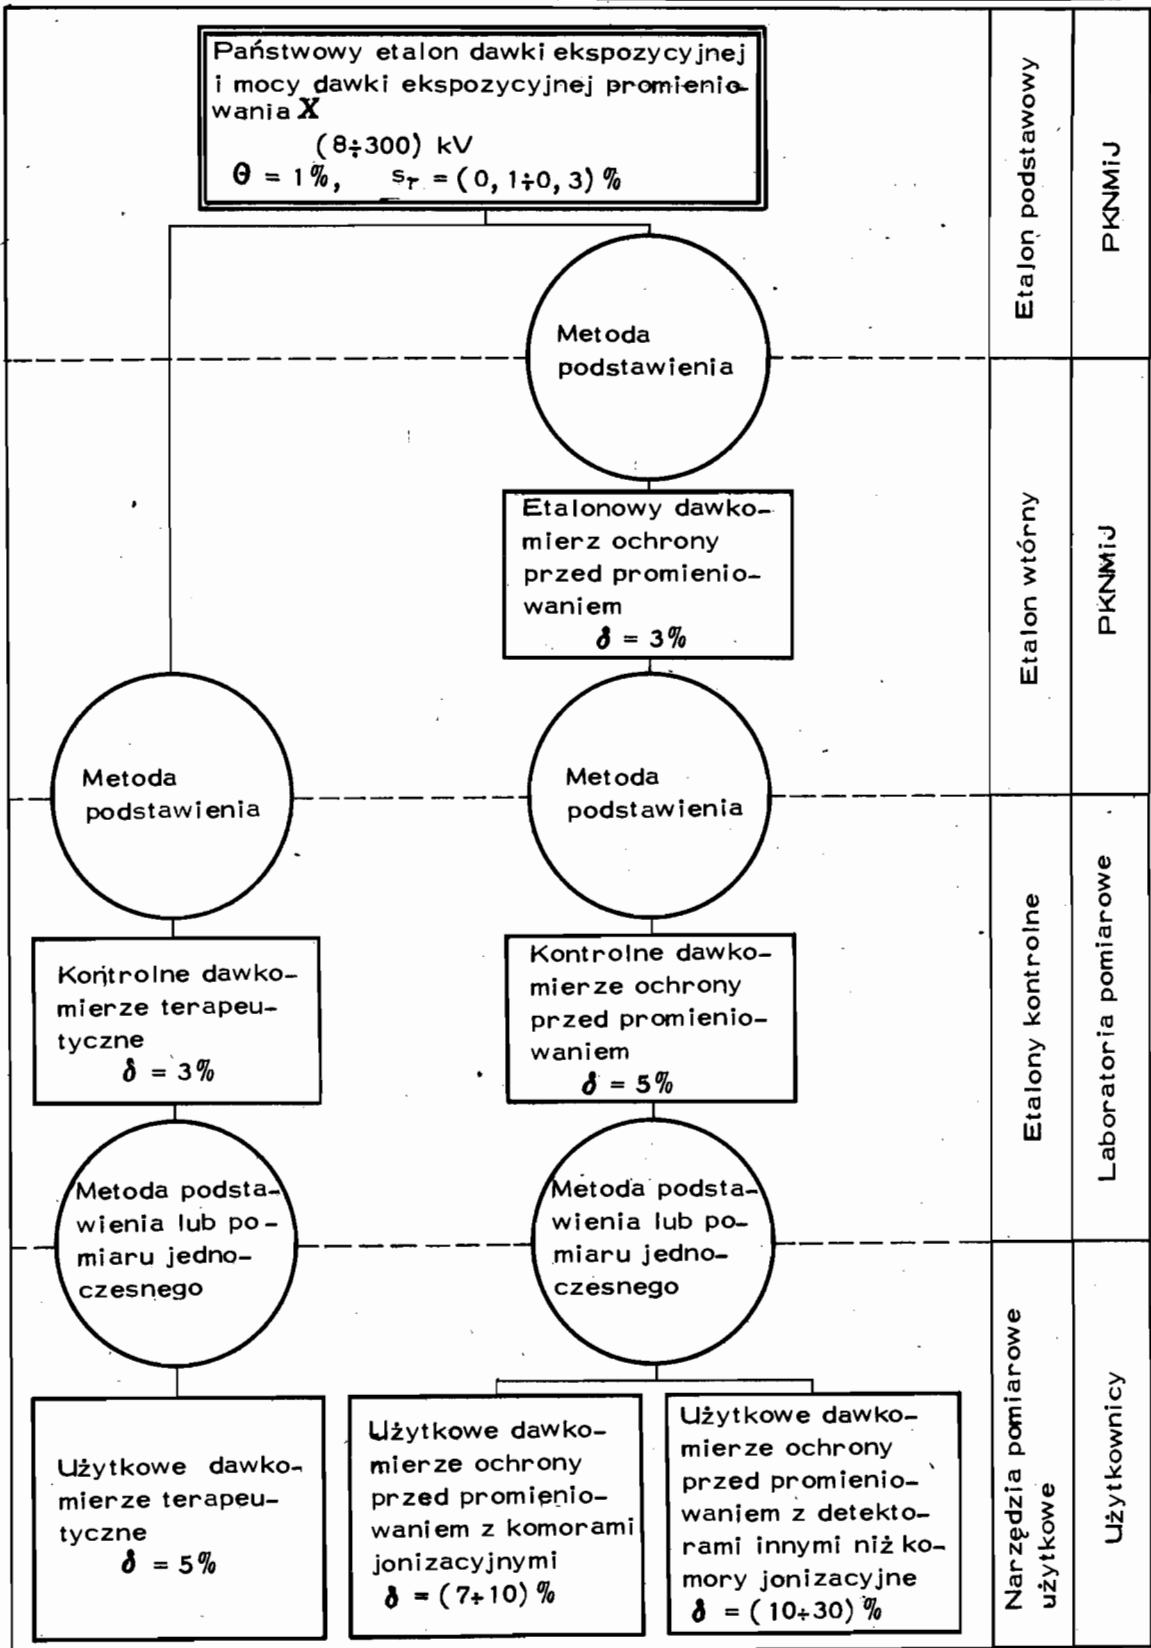 Państwowy etalon dawki ekspozycyjnej
i mocy dawki ekspozycyjnej promienio-
wania X
(8÷300) kV
Θ = 1%, sr = (0, 1÷0, 3) %
Etalon podstawowy
PKNMiJ
Metoda
podstawienia
Etalonowy dawko-
mierz ochrony
przed promienio-
waniem
δ = 3%
Etalon wtórny
PKNMiJ
Metoda
podstawienia
Metoda
podstawienia
Kontrolne dawko-
mierze terapeu-
tyczne
δ = 3%
Kontrolne dawko-
mierze ochrony
przed promienio-
waniem
δ = 5%
Etalony kontrolne
Laboratoria pomiarowe
Metoda podsta-
wienia lub po-
miaru jedno-
czesnego
Metoda podsta-
wienia lub po-
miaru jedno-
czesnego
Użytkowe dawko-
mierze terapeu-
tyczne
δ = 5%
Użytkowe dawko-
mierze ochrony
przed promienio-
waniem z komorami
jonizacyjnymi
δ = (7÷10) %
Użytkowe dawko-
mierze ochrony
przed promienio-
waniem z detekto-
rami innymi niż ko-
mory jonizacyjne
δ = (10÷30) %
Narzędzia pomiarowe
użytkowe
Użytkownicy